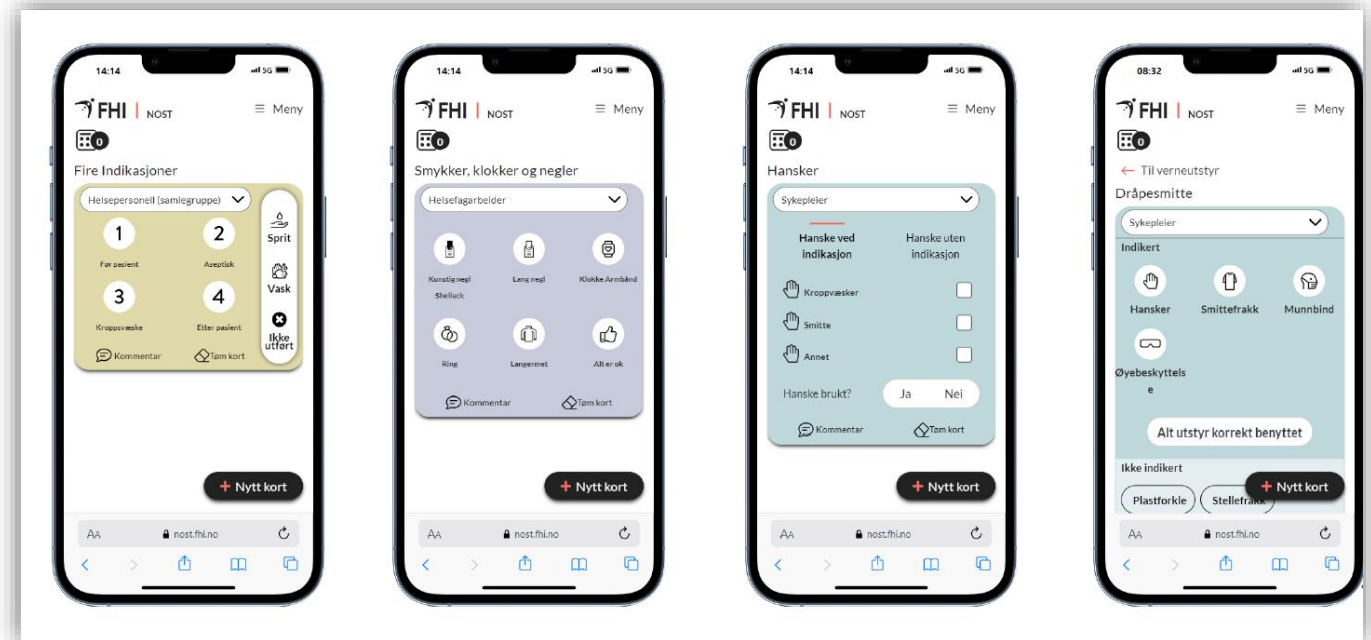 14:14
5G
FHI | NOST
Meny
0
Fire Indikasjoner
Helsepersonell (samlegruppe)
1
2
Før pasient
Aseptisk
3
4
Kroppsvæske
Etter pasient
Sprit
Vask
Ikke
utført
Kommentar
Tøm kort
+ Nytt kort
AA
nost.fhi.no
14:14
5G
FHI | NOST
Meny
0
Smykker, klokker og negler
Helsefagarbeider
Kunstig negl
Shellack
Lang negl
Klokke Armbånd
Ring
Langermet
Alt er ok
Kommentar
Tøm kort
+ Nytt kort
AA
nost.fhi.no
14:14
5G
FHI | NOST
Meny
0
Hansker
Sykepleier
Hanske ved
indikasjon
Hanske uten
indikasjon
Kroppvæsker
Smitte
Annet
Hanske brukt?
Ja
Nei
Kommentar
Tøm kort
+ Nytt kort
AA
nost.fhi.no
08:32
5G
FHI | NOST
Meny
0
← Til verneutstyr
Dråpesmitte
Sykepleier
Indikert
Hansker
Smittefrakk
Munnbind
Øyebeskyttels
e
Alt utstyr korrekt benyttet
Ikke indikert
Plastforkle
Stellefrakk
+ Nytt kort
AA
nost.fhi.no